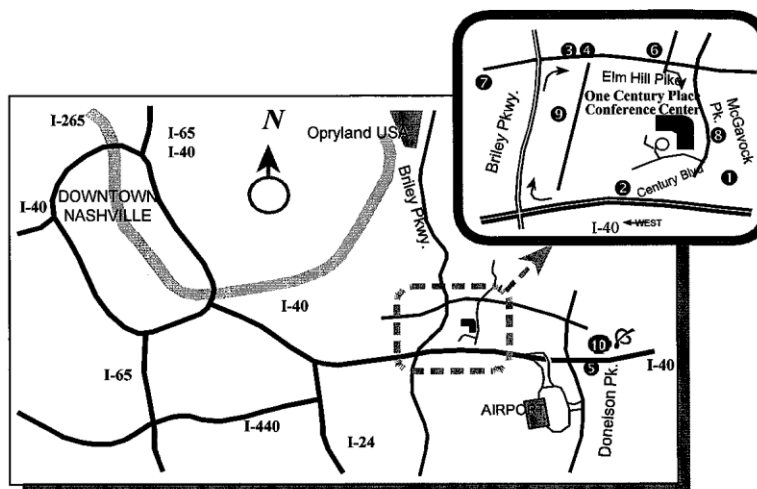 3 4 6
Elm Hill Pike
7
One Century Place
Conference Center
McGavock
Pk.
Briley Pkwy.
9
8
1
Century Blvd
2
I-40
WEST
I-265
I-65
I-40
N
Opryland USA
DOWNTOWN
NASHVILLE
I-40
Briley Pkwy.
I-40
10
5
I-40
I-65
AIRPORT
Donelson Pk.
I-440
I-24